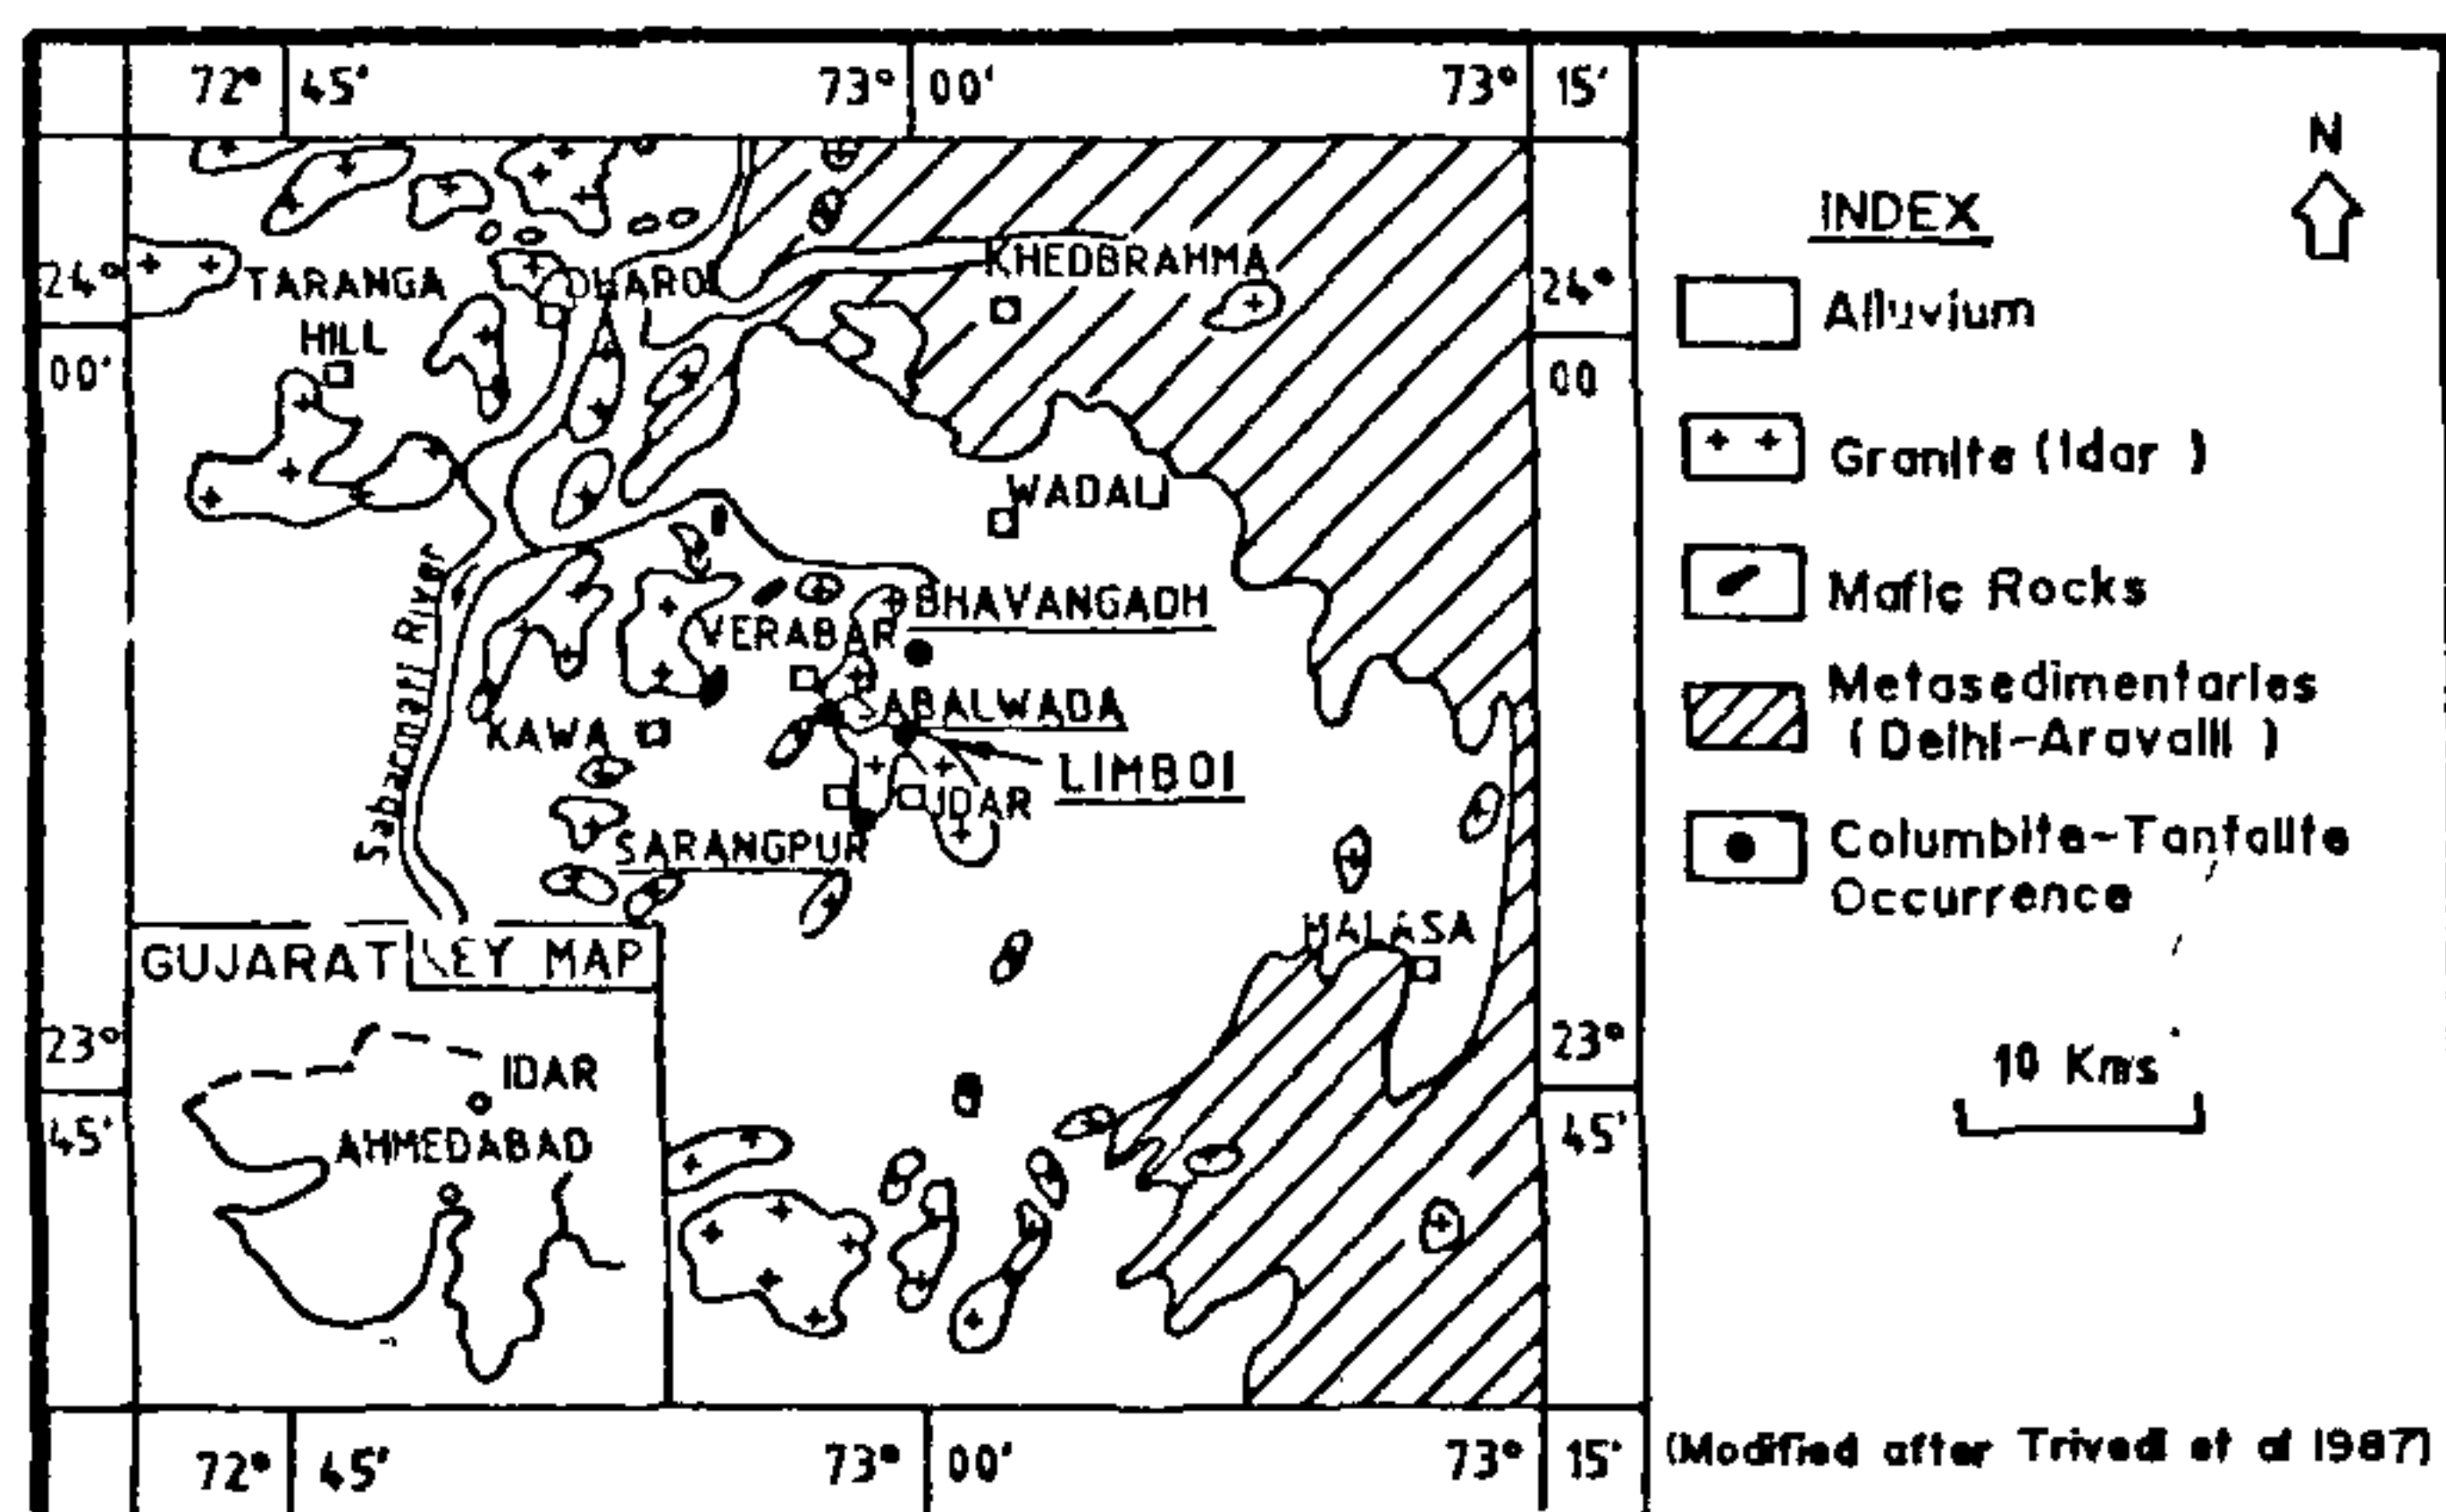 72° 45'
73° 00'
73° 15'
N
INDEX
24°
00'
TARANGA
HILL
DHAROI
KHEDBRAHMA
24°
00
Alluvium
Granite (Idar )
WADALI
Sabarmati River
BHAVANGADH
VERABAR
Mafic Rocks
ABALWADA
KAWA
LIMBOI
IDAR
SARANGPUR
Metasedimentaries
( Delhi-Aravalli )
Columbite-Tantalite
Occurrence
MALASA
GUJARAT KEY MAP
23°
45'
IDAR
AHMEDABAD
23°
45'
10 Kms
72° 45'
73° 00'
73° 15'
(Modified after Trivedi et al 1987)